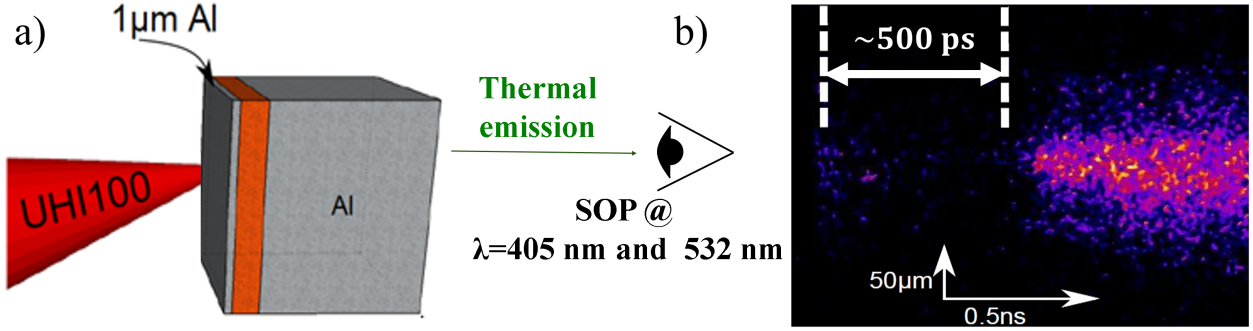 a)
1μm Al
UHI100
Al
Thermal
emission
SOP @
λ=405 nm and 532 nm
b)
~500 ps
50μm
0.5ns